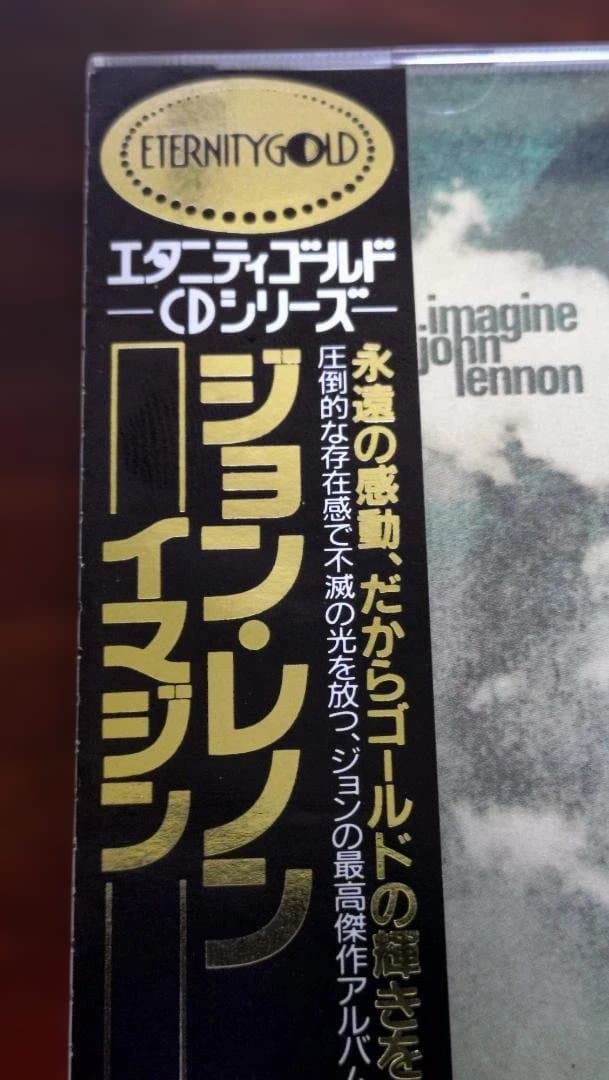 ETERNITYGOLD
エタニティゴールド
CDシリーズ
永遠の感動、だからゴールドの輝きを
圧倒的な存在感で不滅の光を放つ、ジョンの最高傑作アルバム
ジョン・レノン
イマジン
imagine
john
lennon